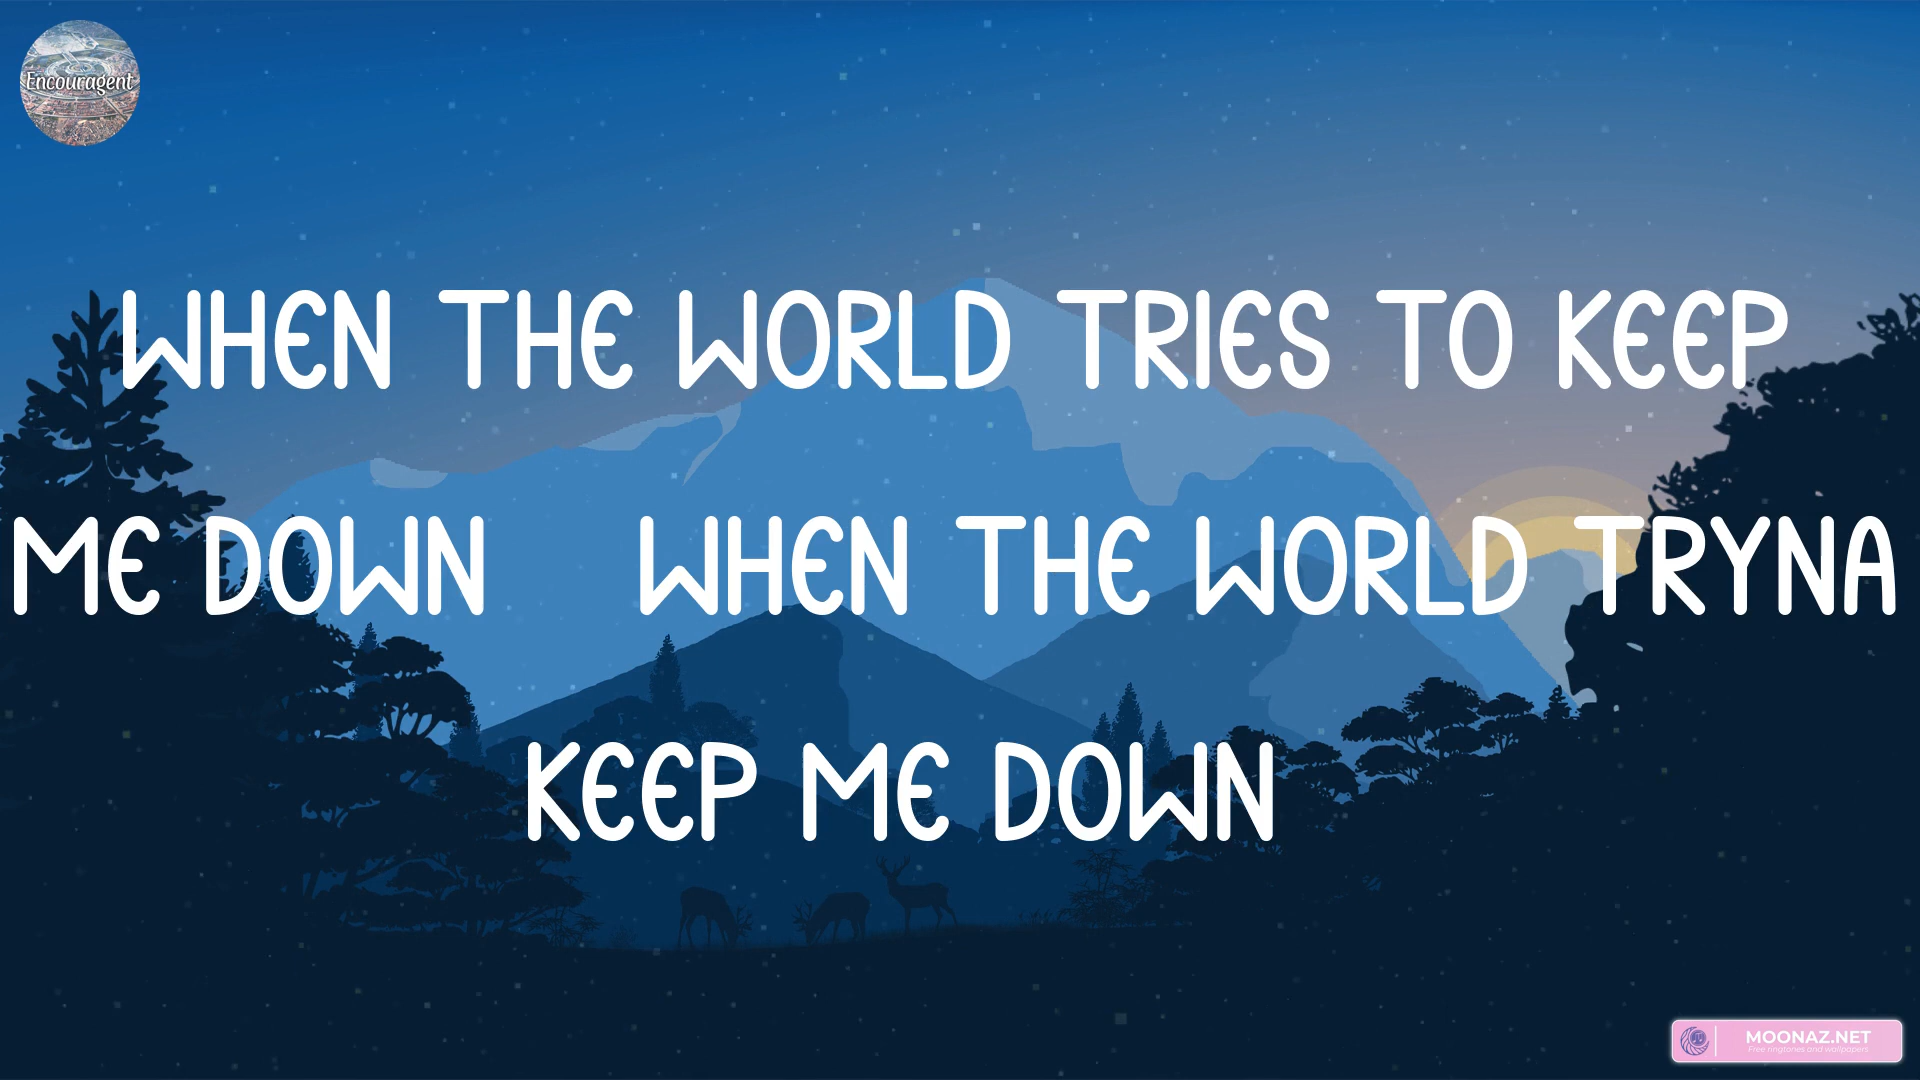 Encouragent
WHEN THE WORLD TRIES TO KEEP
ME DOWN WHEN THE WORLD TRYNA
KEEP ME DOWN
MOONAZ.NET
Free ringtones and wallpapers